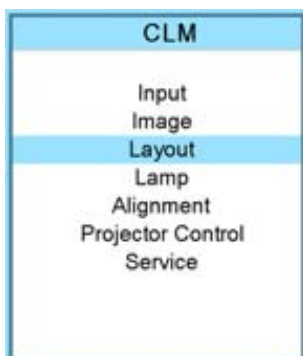 CLM
Input
Image
Layout
Lamp
Alignment
Projector Control
Service